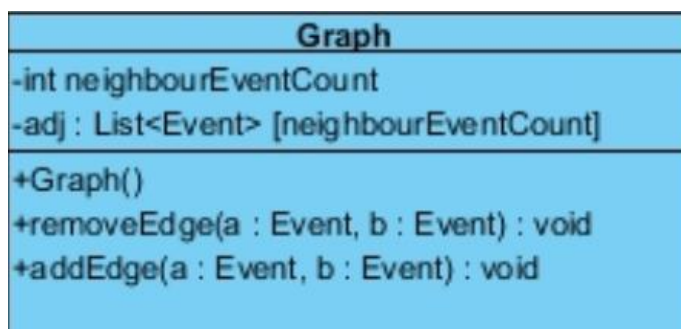 Graph
-int neighbourEventCount
-adj : List<Event> [neighbourEventCount]
+Graph()
+removeEdge(a : Event, b : Event) : void
+addEdge(a : Event, b : Event) : void